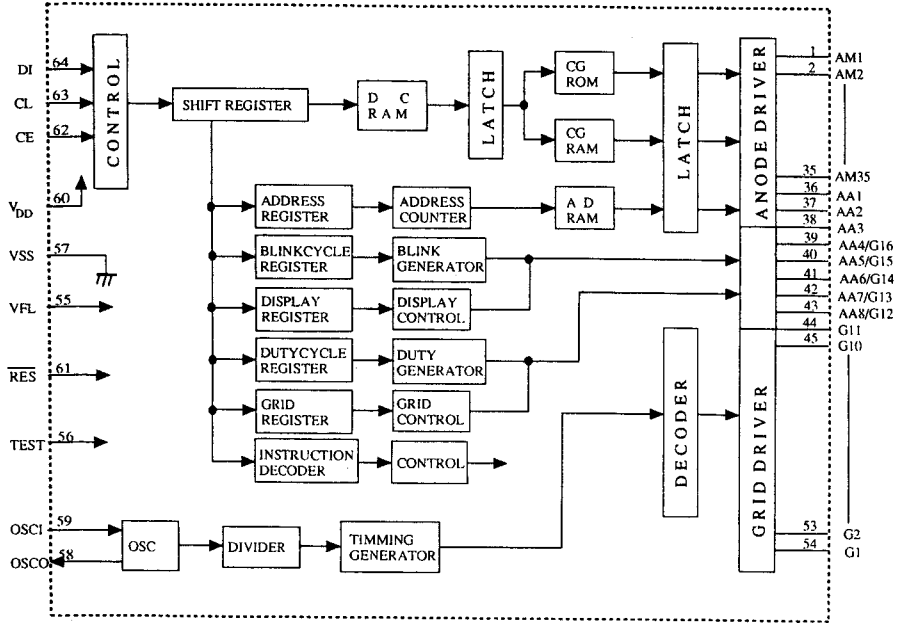 DI 64
CL 63
CE 62
VDD 60
VSS 57
VFL 55
RES 61
TEST 56
OSCI 59
OSCO 58
CONTROL
SHIFT REGISTER
D C
RAM
LATCH
CG
ROM
CG
RAM
LATCH
ANODE DRIVER
ADDRESS
REGISTER
ADDRESS
COUNTER
A D
RAM
BLINKCYCLE
REGISTER
BLINK
GENERATOR
DISPLAY
REGISTER
DISPLAY
CONTROL
DUTYCYCLE
REGISTER
DUTY
GENERATOR
GRID
REGISTER
GRID
CONTROL
INSTRUCTION
DECODER
CONTROL
DECODER
GRID DRIVER
OSC
DIVIDER
TIMMING
GENERATOR
1 AM1
2 AM2
35 AM35
36 AA1
37 AA2
38 AA3
39 AA4/G16
40 AA5/G15
41 AA6/G14
42 AA7/G13
43 AA8/G12
44 G11
45 G10
53 G2
54 G1